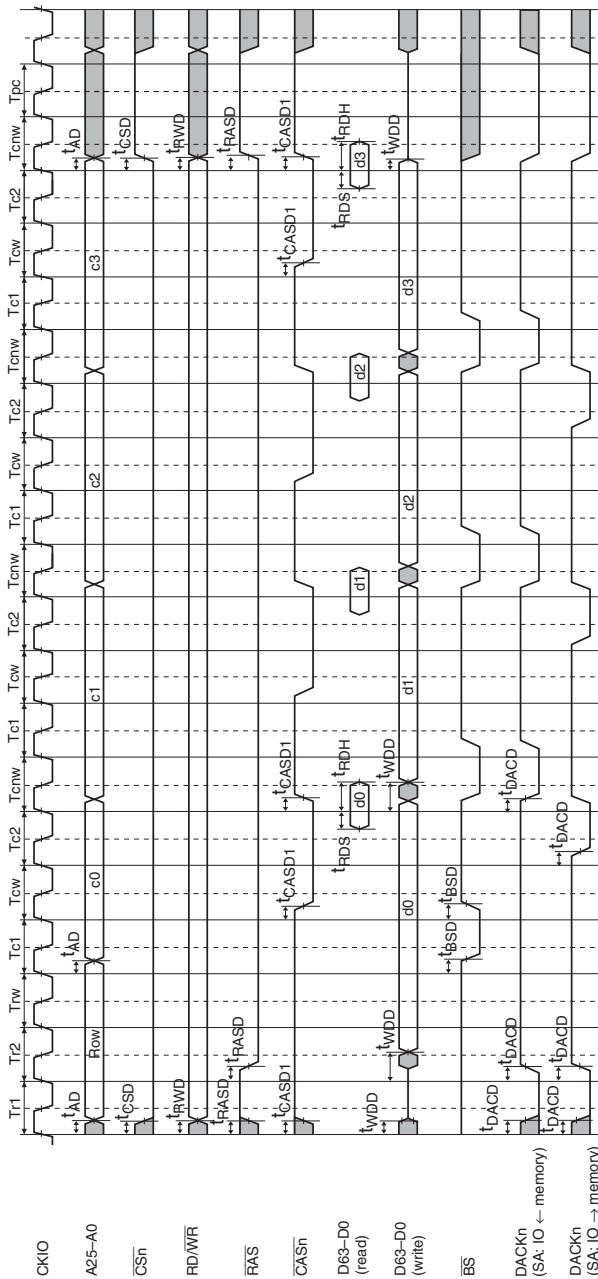 Tr1 Tr2 Trw Tc1 Tcw Tc2 Tcnw Tc1 Tcw Tc2 Tcnw Tc1 Tcw Tc2 Tcnw Tc1 Tcw Tc2 Tcnw Tpc
CKIO
A25–A0 tAD Row tAD c0 c1 c2 c3 tAD
CSn tCSD tCSD
RD/WR tRWD tRWD
RAS tRASD tRASD tRASD
CASn tCASD1 tCASD1 tCASD1 tCASD1 tCASD1
D63–D0
(read) tRDS d0 tRDH d1 d2 tRDS d3 tRDH
D63–D0
(write) tWDD tWDD d0 tWDD d1 d2 d3 tWDD
BS tBSD tBSD
DACKn
(SA: IO ← memory) tDACD tDACD tDACD
DACKn
(SA: IO → memory) tDACD tDACD tDACD